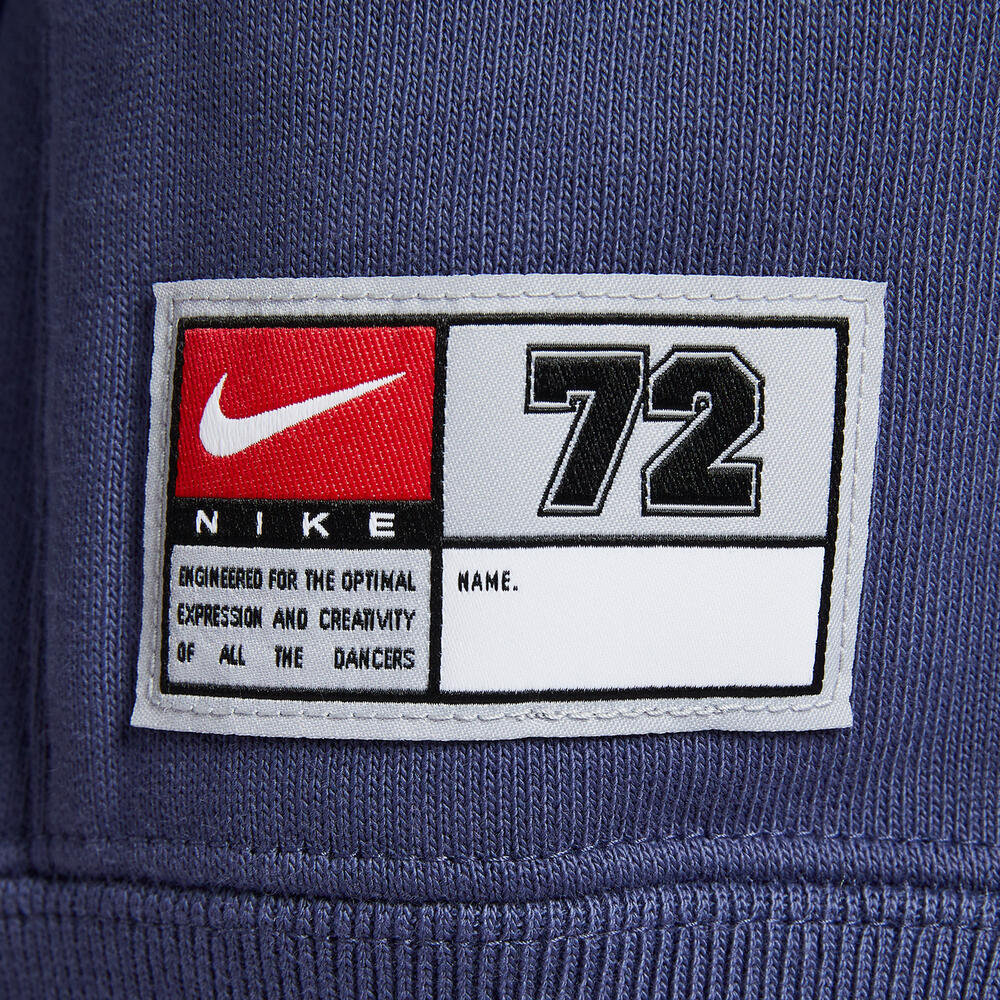 NIKE
72
ENGINEERED FOR THE OPTIMAL
EXPRESSION AND CREATIVITY
OF ALL THE DANCERS
NAME.